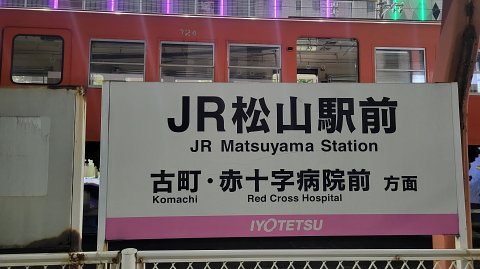 724
JR松山駅前
JR Matsuyama Station
古町・赤十字病院前 方面
Komachi Red Cross Hospital
IYOTETSU